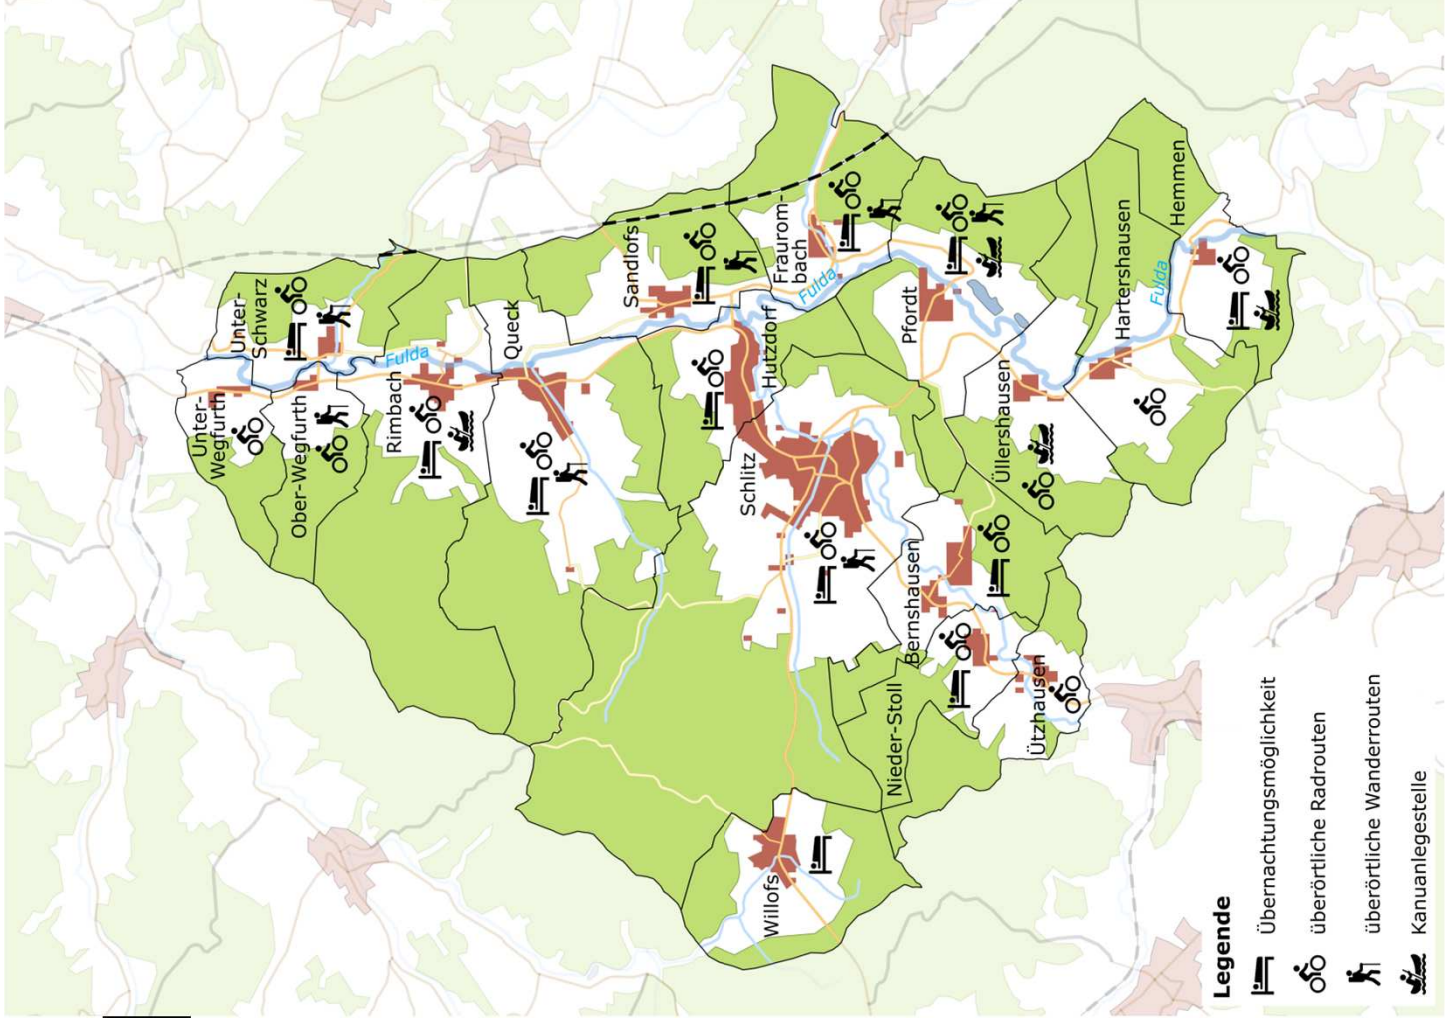 Unter-
Schwarz
Unter-
Wegfurth
Ober-Wegfurth
Rimbach
Fulda
Queck
Sandlofs
Frauerom-
bach
Fulda
Hutzdorf
Schlitz
Pfordt
Hartershausen
Hemmen
Fulda
Üllershausen
Bernshausen
Nieder-Stoll
Ützhausen
Willofs
Legende
Übernachtungsmöglichkeit
überörtliche Radrouten
überörtliche Wanderrouten
Kanuanlegestelle